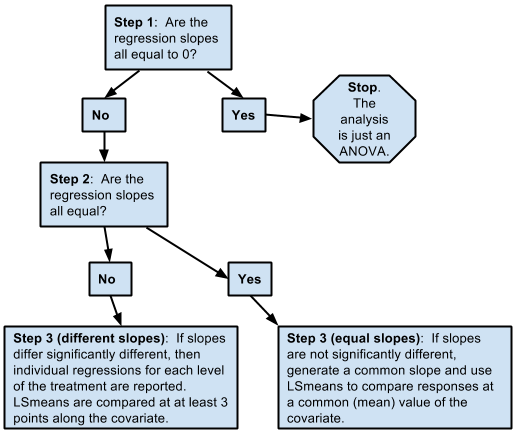 Step 1: Are the
regression slopes
all equal to 0?
No
Yes
Stop.
The
analysis
is just an
ANOVA.
Step 2: Are the
regression slopes
all equal?
No
Yes
Step 3 (different slopes): If slopes
differ significantly different, then
individual regressions for each level
of the treatment are reported.
LSmeans are compared at at least 3
points along the covariate.
Step 3 (equal slopes): If slopes
are not significantly different,
generate a common slope and use
LSmeans to compare responses at
a common (mean) value of the
covariate.